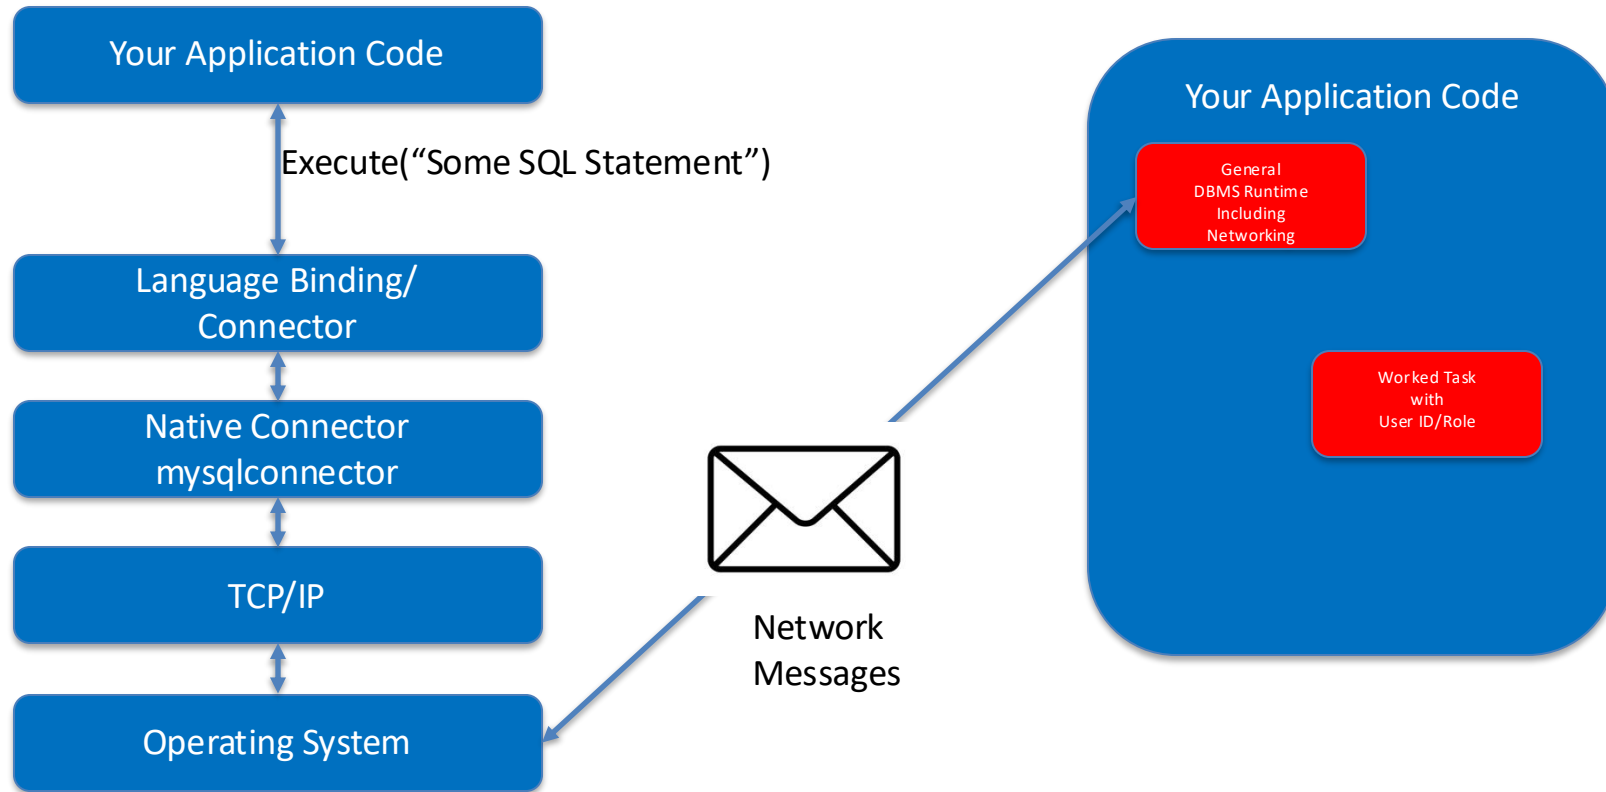 Your Application Code
Execute(“Some SQL Statement”)
Language Binding/
Connector
Native Connector
mysqlconnector
TCP/IP
Operating System
Network
Messages
Your Application Code
General
DBMS Runtime
Including
Networking
Worked Task
with
User ID/Role